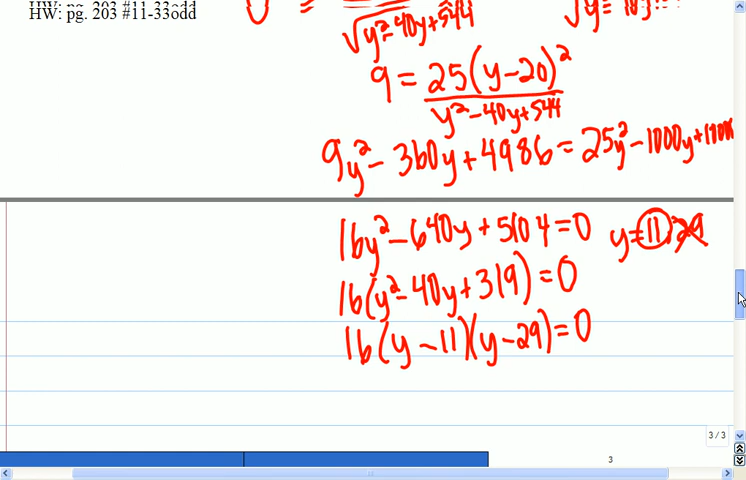 HW: pg. 203 #11-33odd
√y²-40y+544
9 = 25(y-20)²
y²-40y+544
9y²- 360y+4986=25y²-1000y+
16y²-640y+5104=0 y=11, 29
16(y²-40y+319)=0
16(y-11)(y-29)=0
3/3
3